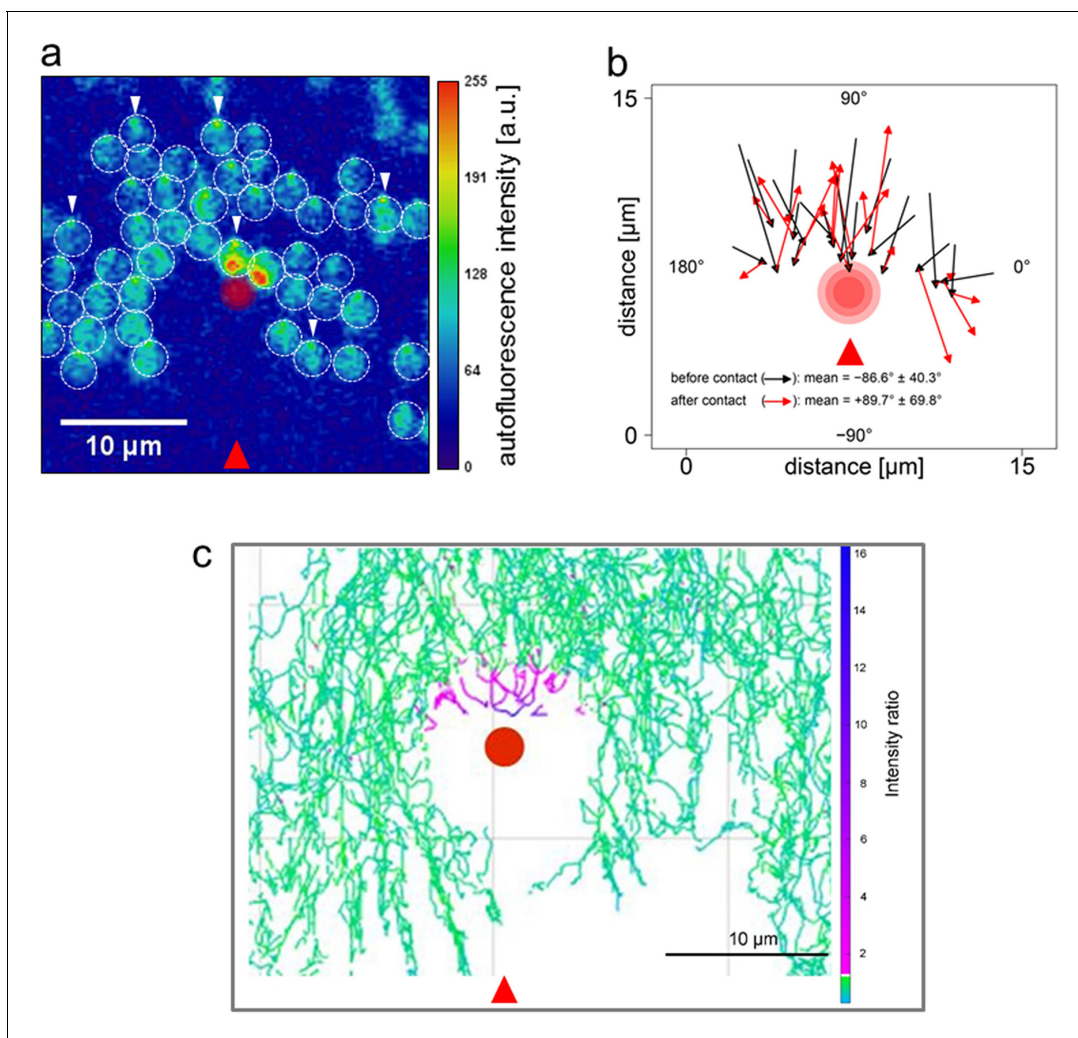 a
255
191
128
64
0
autofluorescence intensity [a.u.]
10 µm
b
15
90°
180°
0°
distance [µm]
before contact (→): mean = −86.6° ± 40.3°
after contact (→): mean = +89.7° ± 69.8°
0
−90°
0
distance [µm]
15
c
16
14
12
10
8
6
4
2
Intensity ratio
10 µm